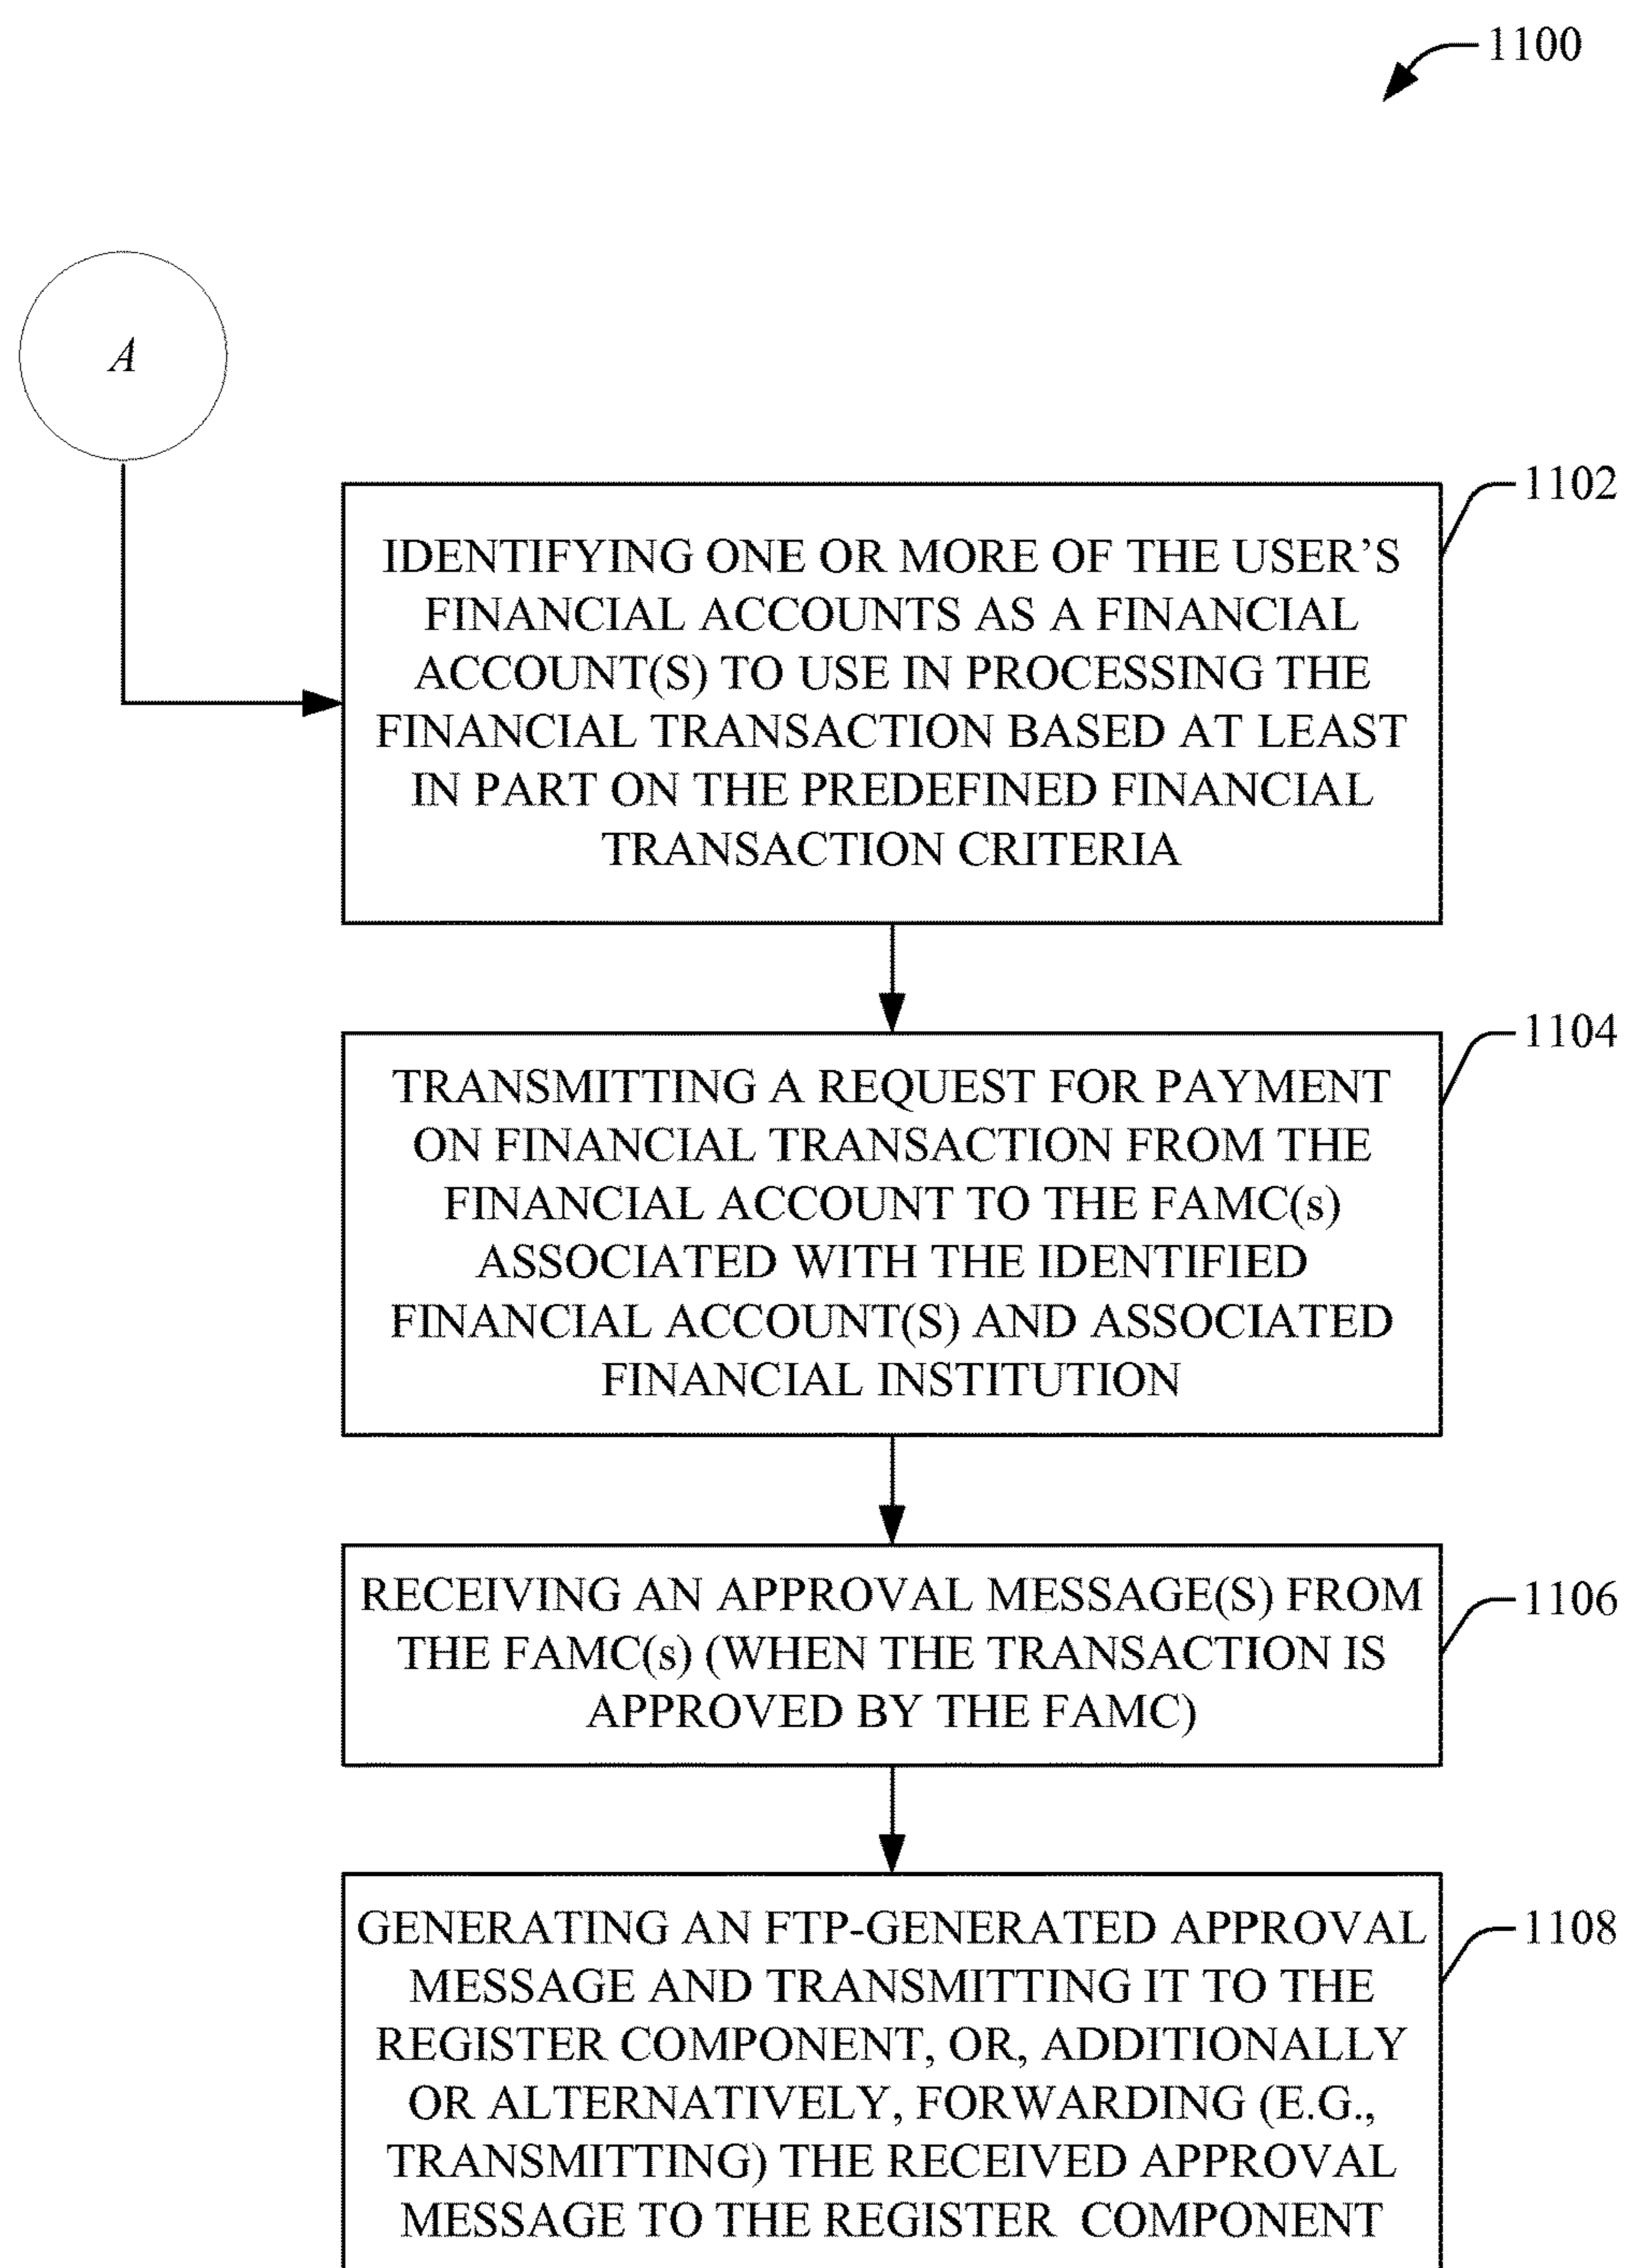 1100
A
1102
IDENTIFYING ONE OR MORE OF THE USER’S
FINANCIAL ACCOUNTS AS A FINANCIAL
ACCOUNT(S) TO USE IN PROCESSING THE
FINANCIAL TRANSACTION BASED AT LEAST
IN PART ON THE PREDEFINED FINANCIAL
TRANSACTION CRITERIA
1104
TRANSMITTING A REQUEST FOR PAYMENT
ON FINANCIAL TRANSACTION FROM THE
FINANCIAL ACCOUNT TO THE FAMC(s)
ASSOCIATED WITH THE IDENTIFIED
FINANCIAL ACCOUNT(S) AND ASSOCIATED
FINANCIAL INSTITUTION
1106
RECEIVING AN APPROVAL MESSAGE(S) FROM
THE FAMC(s) (WHEN THE TRANSACTION IS
APPROVED BY THE FAMC)
1108
GENERATING AN FTP-GENERATED APPROVAL
MESSAGE AND TRANSMITTING IT TO THE
REGISTER COMPONENT, OR, ADDITIONALLY
OR ALTERNATIVELY, FORWARDING (E.G.,
TRANSMITTING) THE RECEIVED APPROVAL
MESSAGE TO THE REGISTER COMPONENT